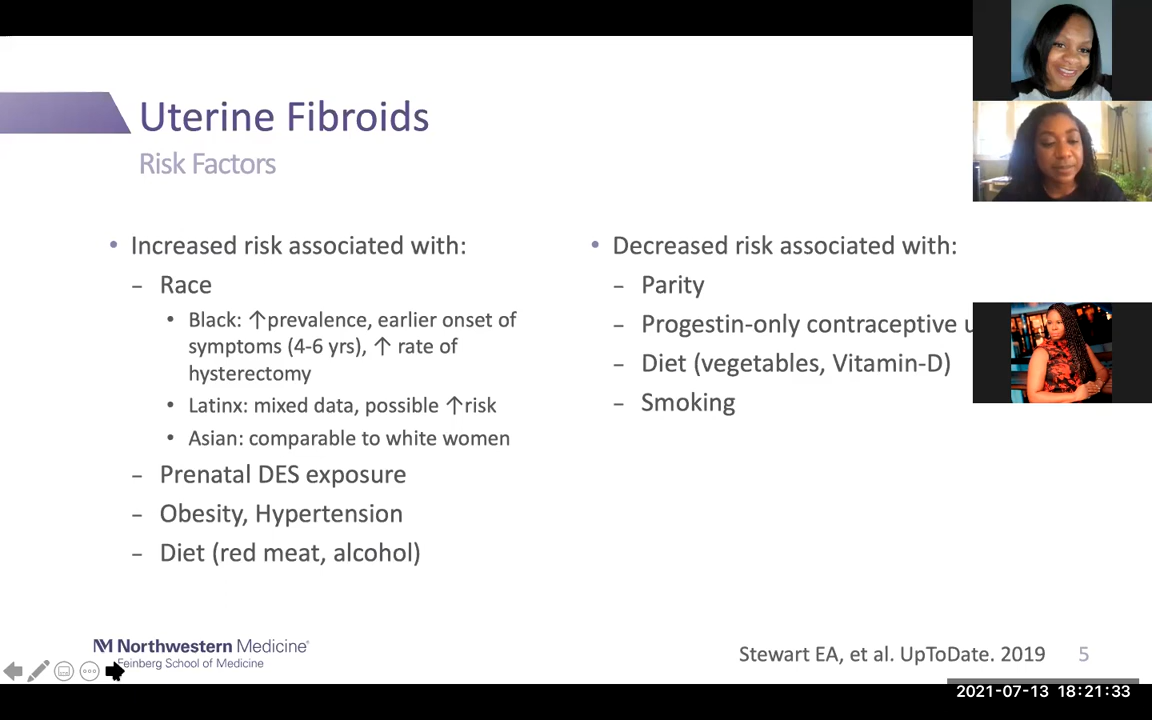 Uterine Fibroids
Risk Factors
• Increased risk associated with:
– Race
• Black: ↑prevalence, earlier onset of
symptoms (4-6 yrs), ↑ rate of
hysterectomy
• Latinx: mixed data, possible ↑risk
• Asian: comparable to white women
– Prenatal DES exposure
– Obesity, Hypertension
– Diet (red meat, alcohol)
• Decreased risk associated with:
– Parity
– Progestin-only contraceptive
– Diet (vegetables, Vitamin-D)
– Smoking
M Northwestern Medicine®
Feinberg School of Medicine
Stewart EA, et al. UpToDate. 2019 5
2021-07-13 18:21:33